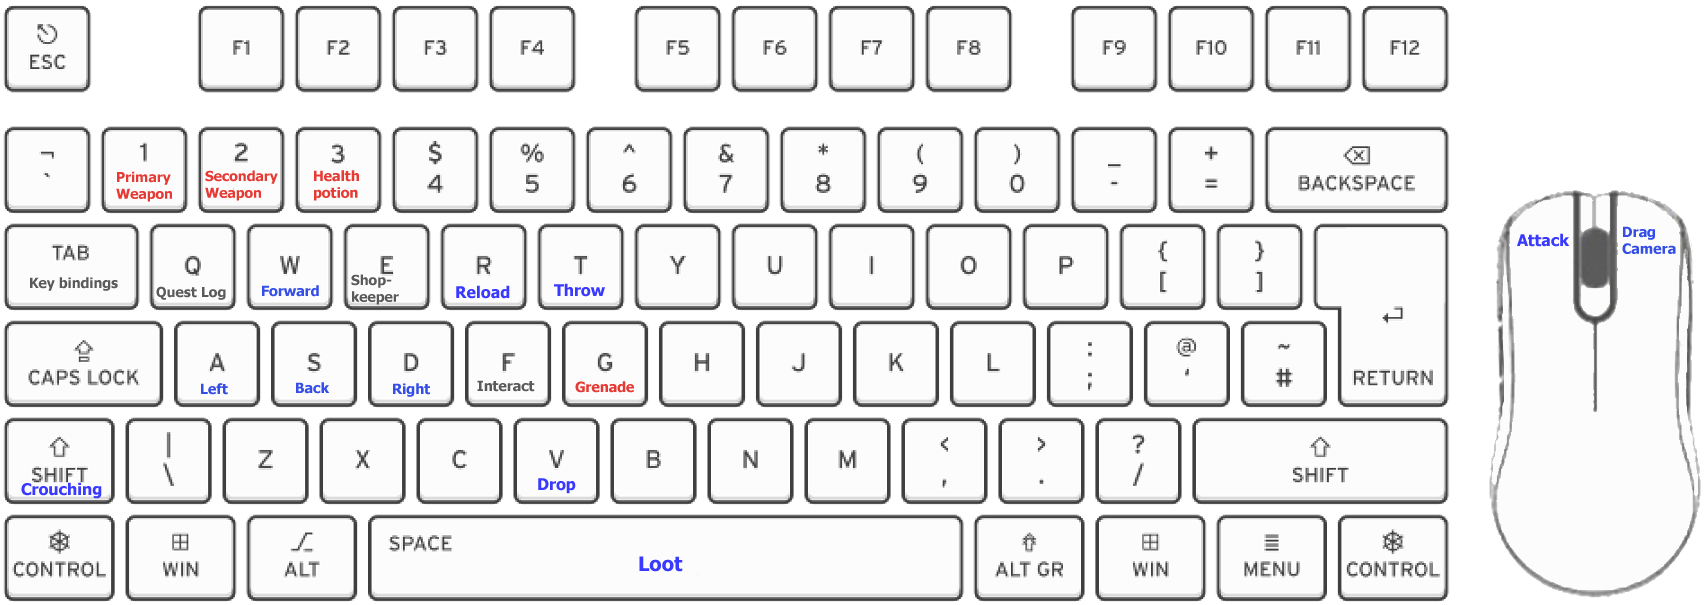 ESC
F1
F2
F3
F4
F5
F6
F7
F8
F9
F10
F11
F12
¬
`
1
Primary
Weapon
2
Secondary
Weapon
3
Health
potion
$
4
%
5
^
6
&
7
*
8
(
9
)
0
_
-
+
=
BACKSPACE
TAB
Key bindings
Q
Quest Log
W
Forward
E
Shop-
keeper
R
Reload
T
Throw
Y
U
I
O
P
{
[
}
]
RETURN
CAPS LOCK
A
Left
S
Back
D
Right
F
Interact
G
Grenade
H
J
K
L
:
;
@
'
~
#
SHIFT
Crouching
|
\
Z
X
C
V
Drop
B
N
M
<
,
>
.
?
/
SHIFT
CONTROL
WIN
ALT
SPACE
Loot
ALT GR
WIN
MENU
CONTROL
Attack
Drag
Camera